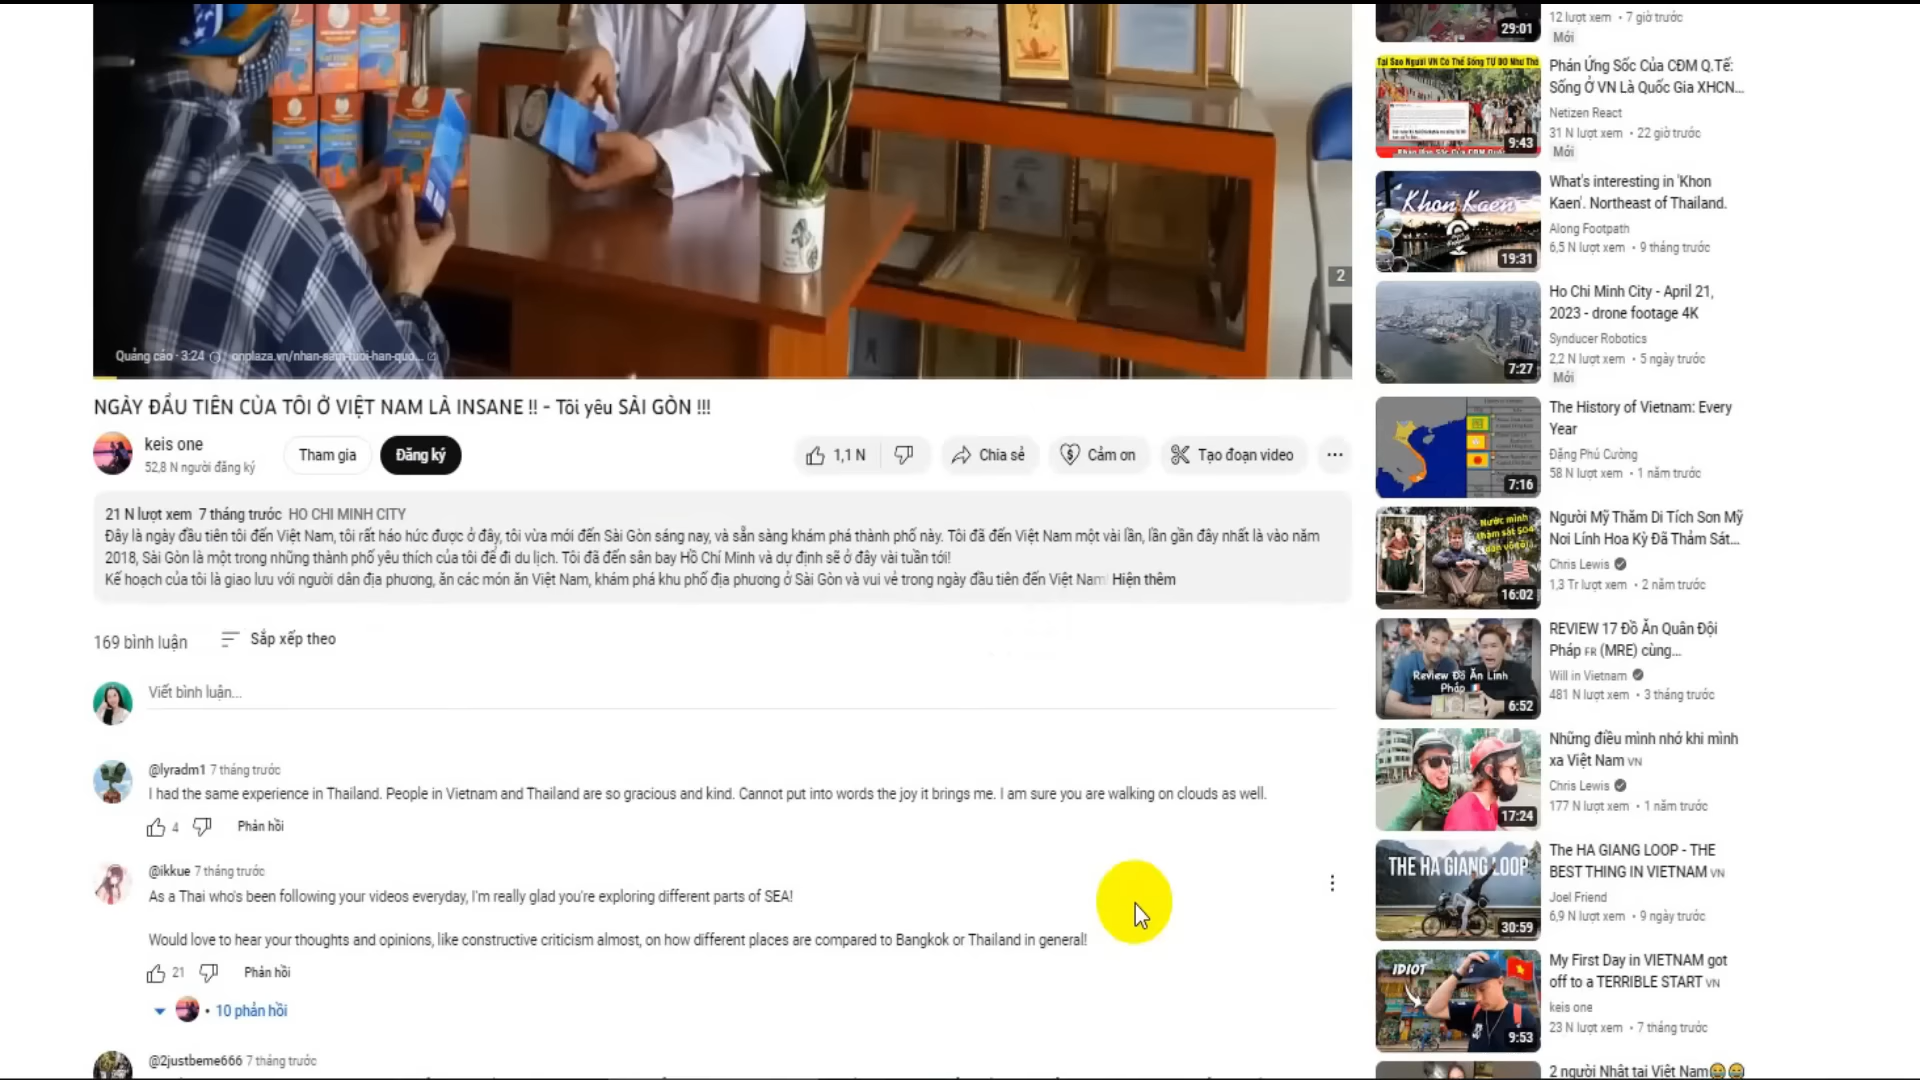 Quảng cáo · 3:24
onplaza.vn/nhan-sam-tuoi-han-quo...
2
NGÀY ĐẦU TIÊN CỦA TÔI Ở VIỆT NAM LÀ INSANE !! - Tôi yêu SÀI GÒN !!!
keis one
52,8 N người đăng ký
Tham gia
Đăng ký
1,1 N
Chia sẻ
Cảm ơn
Tạo đoạn video
21 N lượt xem 7 tháng trước HO CHI MINH CITY
Đây là ngày đầu tiên tôi đến Việt Nam, tôi rất háo hức được ở đây, tôi vừa mới đến Sài Gòn sáng nay, và sẵn sàng khám phá thành phố này. Tôi đã đến Việt Nam một vài lần, lần gần đây nhất là vào năm
2018, Sài Gòn là một trong những thành phố yêu thích của tôi để đi du lịch. Tôi đã đến sân bay Hồ Chí Minh và dự định sẽ ở đây vài tuần tới!
Kế hoạch của tôi là giao lưu với người dân địa phương, ăn các món ăn Việt Nam, khám phá khu phố địa phương ở Sài Gòn và vui vẻ trong ngày đầu tiên đến Việt Nam Hiện thêm
169 bình luận
Sắp xếp theo
Viết bình luận...
@lyradm1 7 tháng trước
I had the same experience in Thailand. People in Vietnam and Thailand are so gracious and kind. Cannot put into words the joy it brings me. I am sure you are walking on clouds as well.
4
Phản hồi
@ikkue 7 tháng trước
As a Thai who's been following your videos everyday, I'm really glad you're exploring different parts of SEA!
Would love to hear your thoughts and opinions, like constructive criticism almost, on how different places are compared to Bangkok or Thailand in general!
21
Phản hồi
10 phản hồi
@2justbeme666 7 tháng trước
29:01
12 lượt xem • 7 giờ trước
Mới
Tại Sao Người VN Có Thể Sống TỰ DO Như Thế
9:43
Phản Ứng Sốc Của CĐM Q.Tế:
Sống Ở VN Là Quốc Gia XHCN...
Netizen React
31 N lượt xem • 22 giờ trước
Mới
Khon Kaen
19:31
What's interesting in 'Khon
Kaen'. Northeast of Thailand.
Along Footpath
6,5 N lượt xem • 9 tháng trước
7:27
Ho Chi Minh City - April 21,
2023 - drone footage 4K
Synducer Robotics
2,2 N lượt xem • 5 ngày trước
Mới
7:16
The History of Vietnam: Every
Year
Đặng Phú Cường
58 N lượt xem • 1 năm trước
16:02
Người Mỹ Thăm Di Tích Sơn Mỹ
Nơi Lính Hoa Kỳ Đã Thảm Sát...
Chris Lewis
1,3 Tr lượt xem • 2 năm trước
Review Đồ Ăn Lính
Pháp
6:52
REVIEW 17 Đồ Ăn Quân Đội
Pháp FR (MRE) cùng...
Will in Vietnam
481 N lượt xem • 3 tháng trước
17:24
Những điều mình nhớ khi mình
xa Việt Nam VN
Chris Lewis
177 N lượt xem • 1 năm trước
THE HA GIANG LOOP
30:59
The HA GIANG LOOP - THE
BEST THING IN VIETNAM VN
Joel Friend
6,9 N lượt xem • 9 ngày trước
IDIOT
9:53
My First Day in VIETNAM got
off to a TERRIBLE START VN
keis one
23 N lượt xem • 7 tháng trước
2 người Nhật tại Việt Nam😂😂